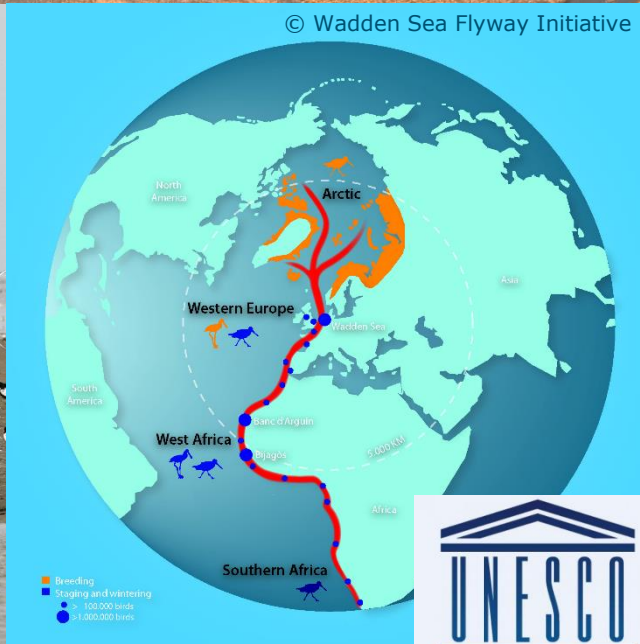 © Wadden Sea Flyway Initiative
North
America
Arctic
Asia
Western Europe
Wadden Sea
South
America
Banc d'Arguin
West Africa
5.000 KM
Bijagós
Africa
Southern Africa
Breeding
Staging and wintering
> 100.000 birds
>1.000.000 birds
UNESCO